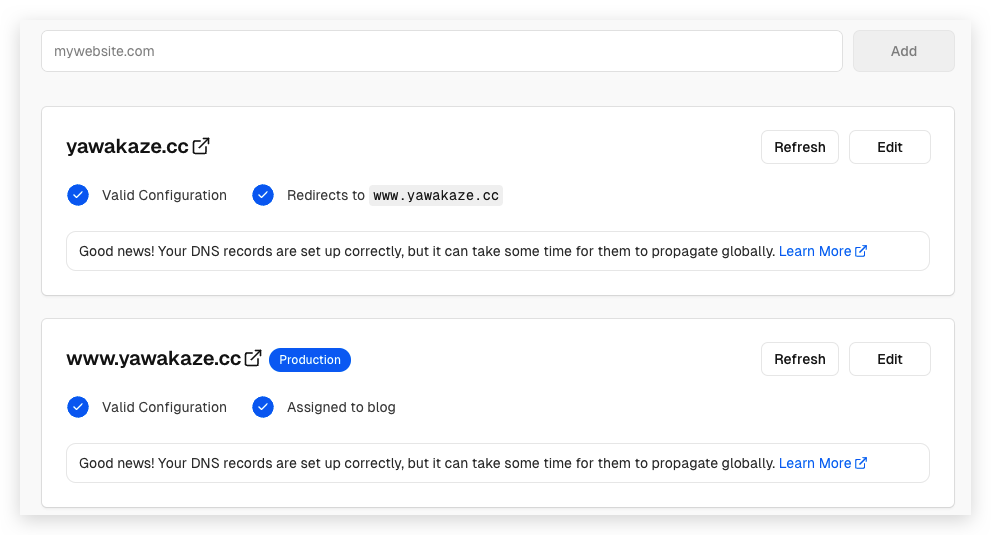 mywebsite.com
Add
yawakaze.cc
Refresh
Edit
Valid Configuration
Redirects to www.yawakaze.cc
Good news! Your DNS records are set up correctly, but it can take some time for them to propagate globally. Learn More
www.yawakaze.cc
Production
Refresh
Edit
Valid Configuration
Assigned to blog
Good news! Your DNS records are set up correctly, but it can take some time for them to propagate globally. Learn More